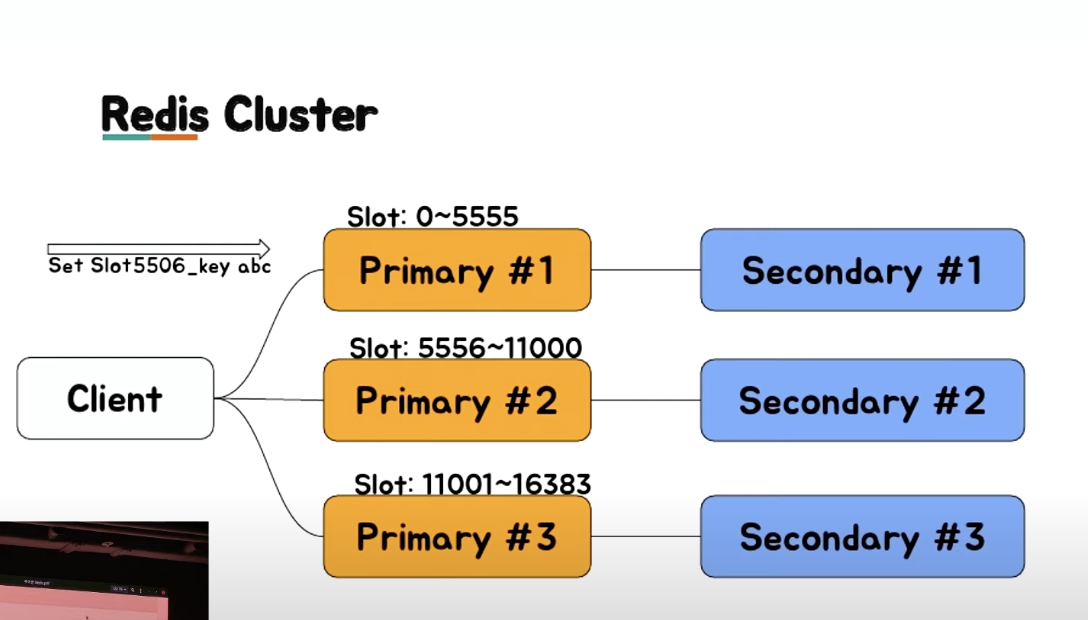 Redis Cluster
Slot: 0~5555
Set Slot5506_key abc
Primary #1
Secondary #1
Slot: 5556~11000
Client
Primary #2
Secondary #2
Slot: 11001~16383
Primary #3
Secondary #3